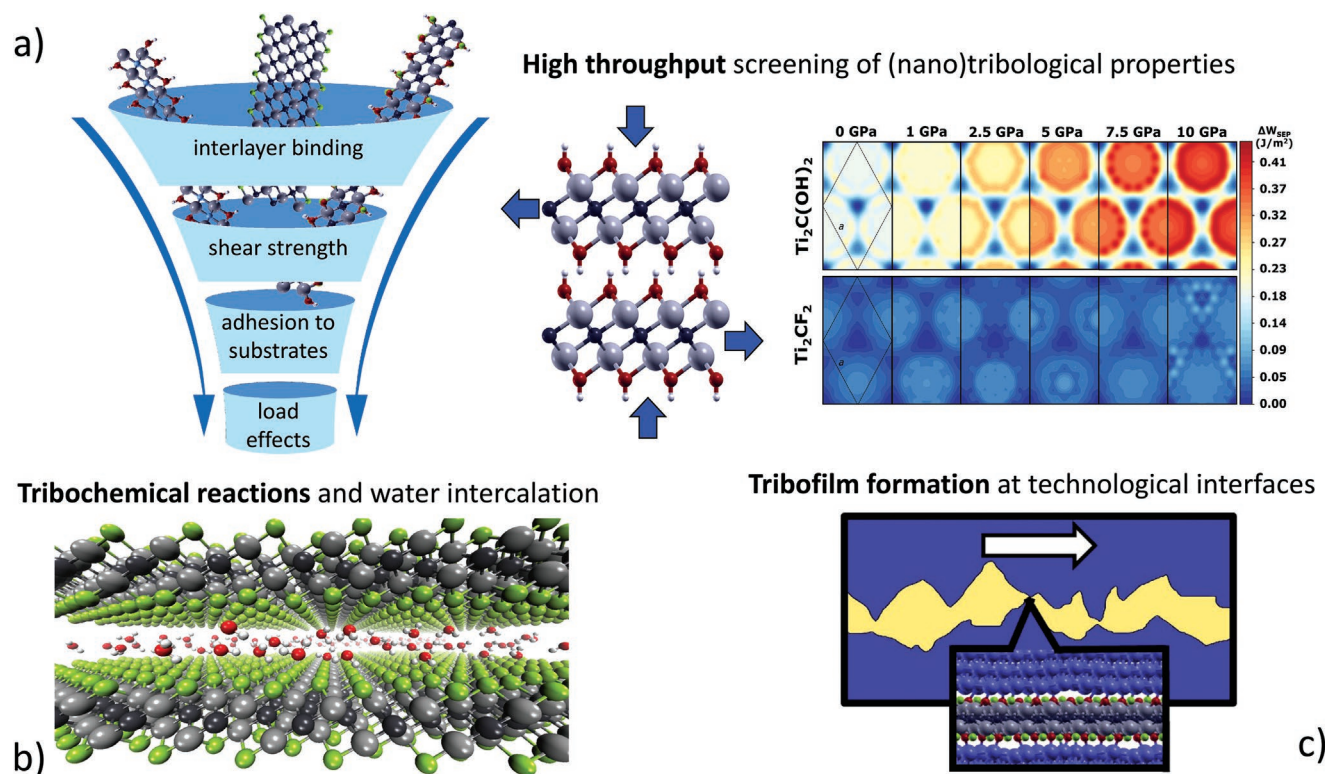 a)
High throughput screening of (nano)tribological properties
interlayer binding
shear strength
adhesion to
substrates
load
effects
0 GPa 1 GPa 2.5 GPa 5 GPa 7.5 GPa 10 GPa
ΔW_SEP
(J/m²)
0.41
0.36
0.32
0.27
0.23
0.18
0.14
0.09
0.05
0.00
Ti₂C(OH)₂
a
Ti₂CF₂
a
Tribochemical reactions and water intercalation
b)
Tribofilm formation at technological interfaces
c)